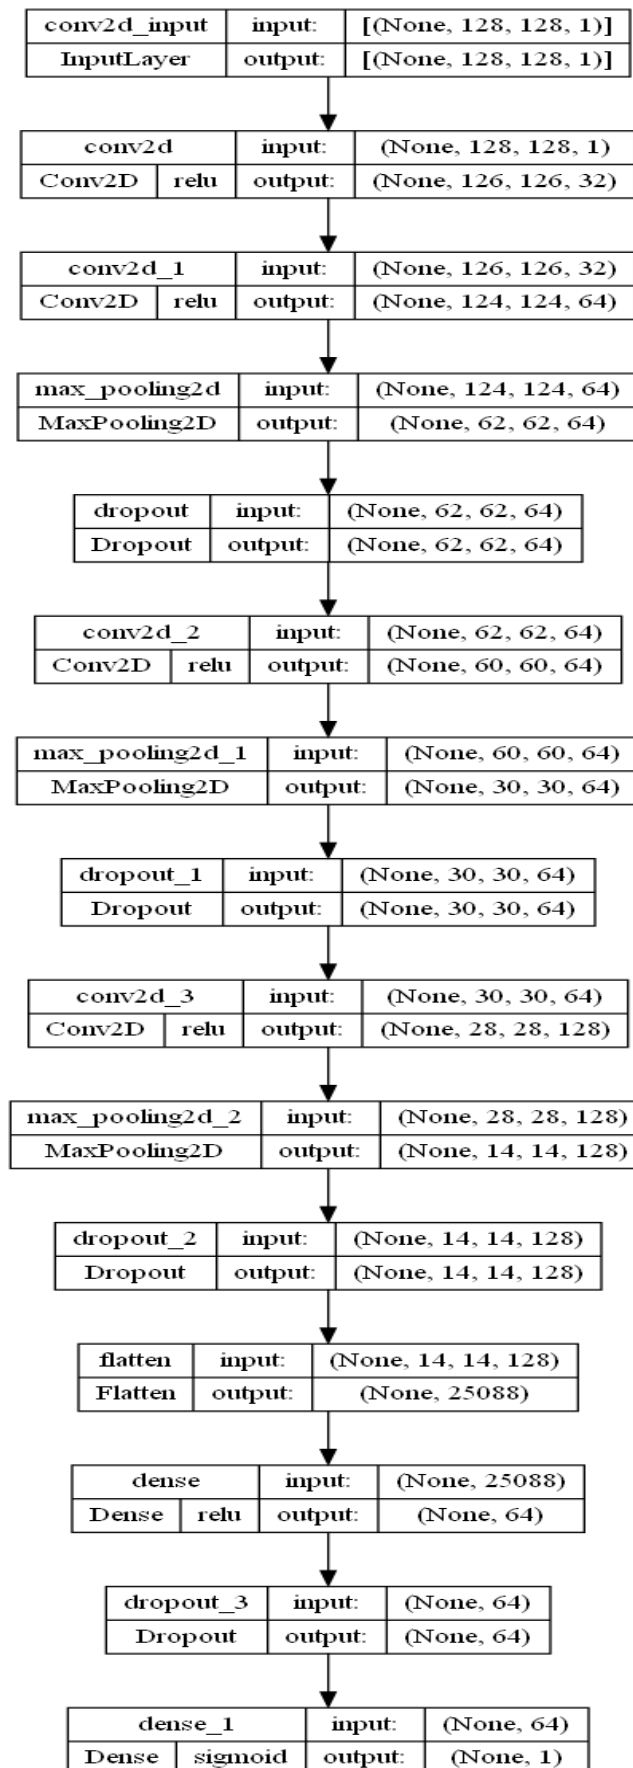 conv2d_input input: [(None, 128, 128, 1)]
InputLayer output: [(None, 128, 128, 1)]
conv2d input: (None, 128, 128, 1)
Conv2D relu output: (None, 126, 126, 32)
conv2d_1 input: (None, 126, 126, 32)
Conv2D relu output: (None, 124, 124, 64)
max_pooling2d input: (None, 124, 124, 64)
MaxPooling2D output: (None, 62, 62, 64)
dropout input: (None, 62, 62, 64)
Dropout output: (None, 62, 62, 64)
conv2d_2 input: (None, 62, 62, 64)
Conv2D relu output: (None, 60, 60, 64)
max_pooling2d_1 input: (None, 60, 60, 64)
MaxPooling2D output: (None, 30, 30, 64)
dropout_1 input: (None, 30, 30, 64)
Dropout output: (None, 30, 30, 64)
conv2d_3 input: (None, 30, 30, 64)
Conv2D relu output: (None, 28, 28, 128)
max_pooling2d_2 input: (None, 28, 28, 128)
MaxPooling2D output: (None, 14, 14, 128)
dropout_2 input: (None, 14, 14, 128)
Dropout output: (None, 14, 14, 128)
flatten input: (None, 14, 14, 128)
Flatten output: (None, 25088)
dense input: (None, 25088)
Dense relu output: (None, 64)
dropout_3 input: (None, 64)
Dropout output: (None, 64)
dense_1 input: (None, 64)
Dense sigmoid output: (None, 1)